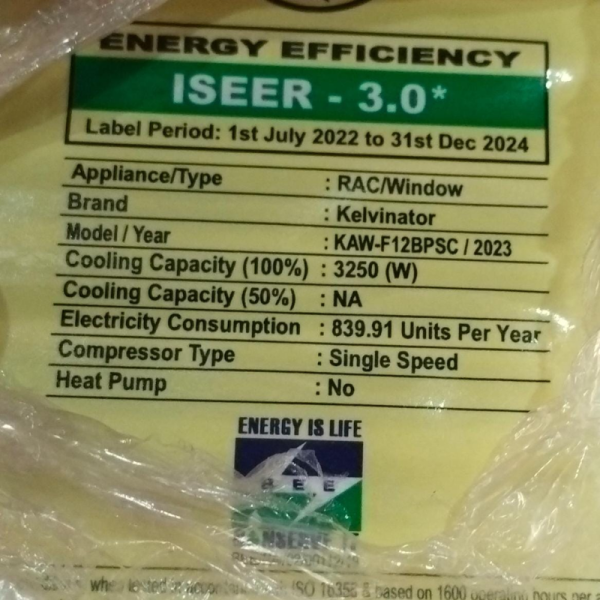 ENERGY EFFICIENCY
ISEER - 3.0*
Label Period: 1st July 2022 to 31st Dec 2024
Appliance/Type : RAC/Window
Brand : Kelvinator
Model / Year : KAW-F12BPSC / 2023
Cooling Capacity (100%) : 3250 (W)
Cooling Capacity (50%) : NA
Electricity Consumption : 839.91 Units Per Year
Compressor Type : Single Speed
Heat Pump : No
ENERGY IS LIFE
BEE
when tested ISO 16358 & based on 1600 operating hours per